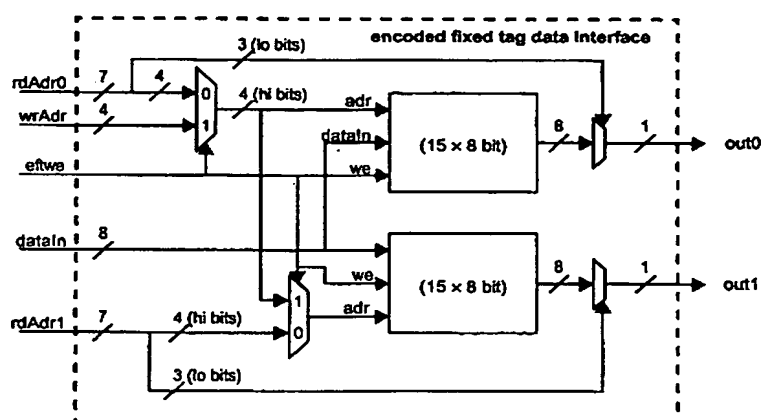 encoded fixed tag data interface
3 (lo bits)
rdAdr0
7
4
0
4 (hi bits)
adr
wrAdr
4
1
dataIn
(15 × 8 bit)
8
1
out0
eftwe
we
dataIn
8
we
(15 × 8 bit)
8
1
out1
1
adr
rdAdr1
7
4 (hi bits)
0
3 (lo bits)